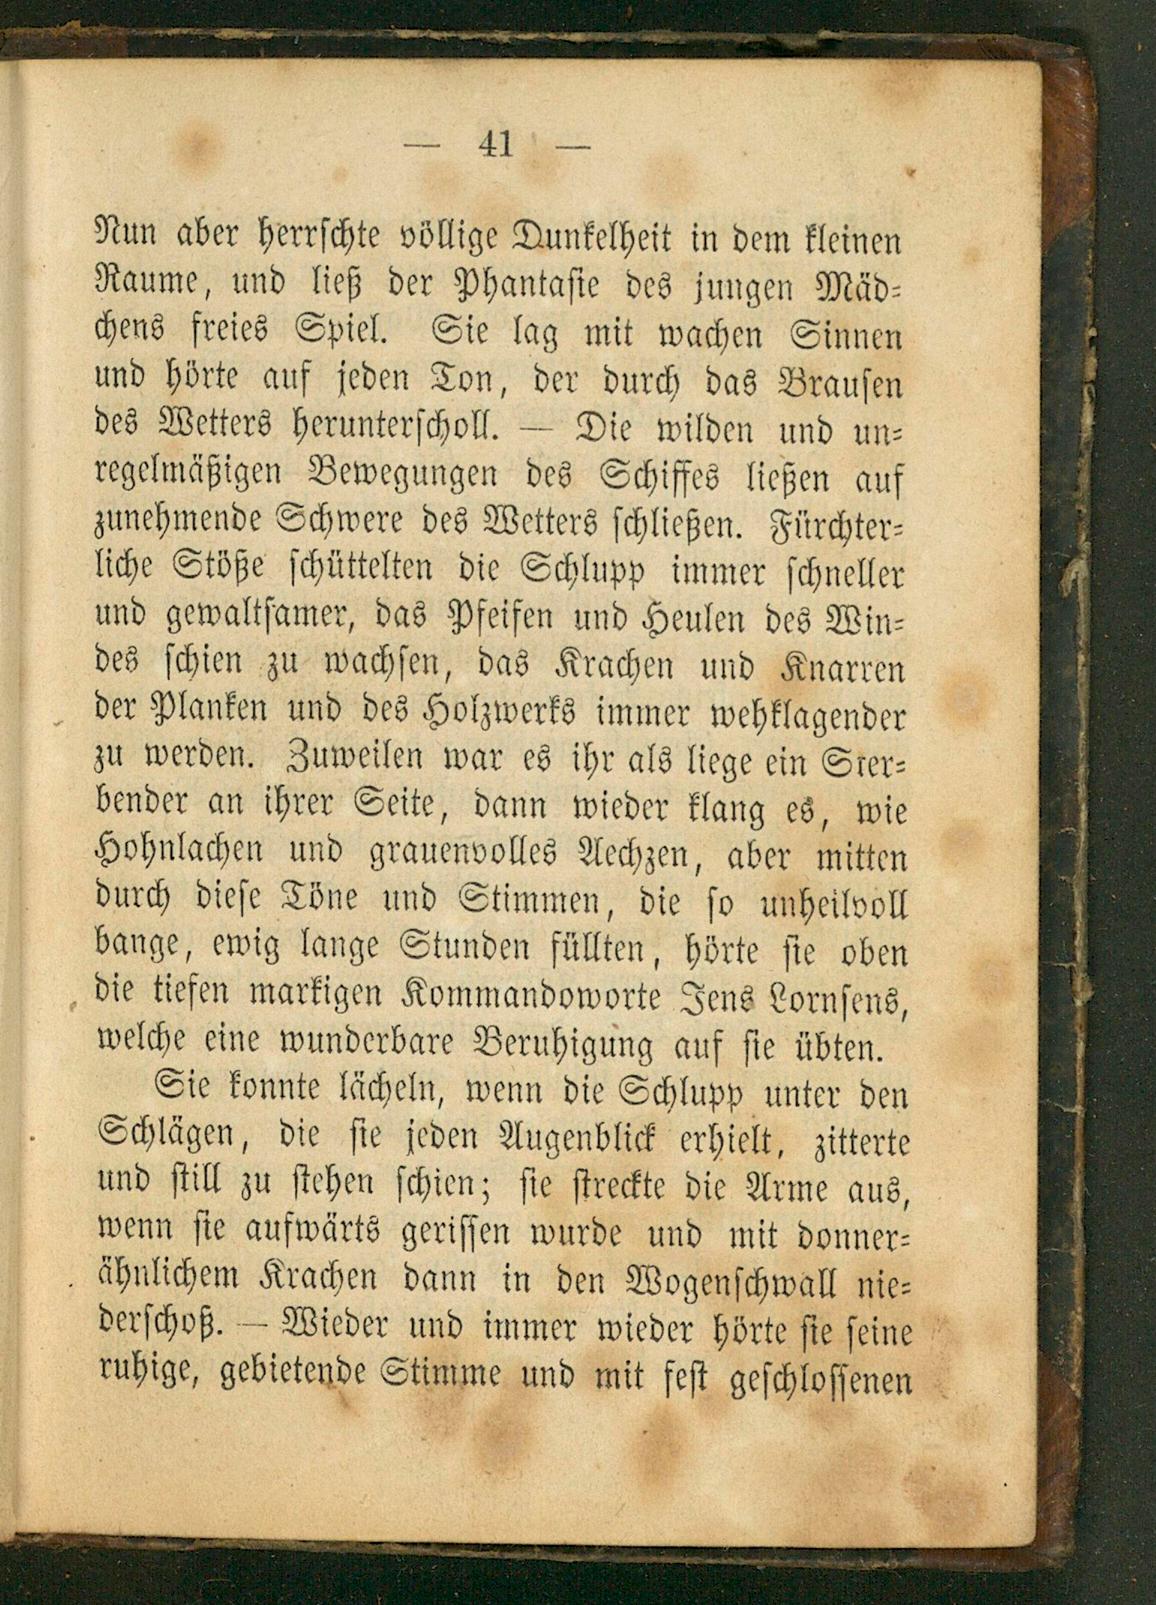 — 41 —
Nun aber herrschte völlige Dunkelheit in dem kleinen
Raume, und ließ der Phantasie des jungen Mäd-
chens freies Spiel. Sie lag mit wachen Sinnen
und hörte auf jeden Ton, der durch das Brausen
des Wetters herunterscholl. — Die wilden und un-
regelmäßigen Bewegungen des Schiffes ließen auf
zunehmende Schwere des Wetters schließen. Fürchter-
liche Stöße schüttelten die Schlupp immer schneller
und gewaltsamer, das Pfeifen und Heulen des Win-
des schien zu wachsen, das Krachen und Knarren
der Planken und des Holzwerks immer wehklagender
zu werden. Zuweilen war es ihr als liege ein Ster-
bender an ihrer Seite, dann wieder klang es, wie
Hohnlachen und grauenvolles Aechzen, aber mitten
durch diese Töne und Stimmen, die so unheilvoll
bange, ewig lange Stunden füllten, hörte sie oben
die tiefen markigen Kommandoworte Jens Lornsens,
welche eine wunderbare Beruhigung auf sie übten.
Sie konnte lächeln, wenn die Schlupp unter den
Schlägen, die sie jeden Augenblick erhielt, zitterte
und still zu stehen schien; sie streckte die Arme aus,
wenn sie aufwärts gerissen wurde und mit donner-
ähnlichem Krachen dann in den Wogenschwall nie-
derschoß. — Wieder und immer wieder hörte sie seine
ruhige, gebietende Stimme und mit fest geschlossenen